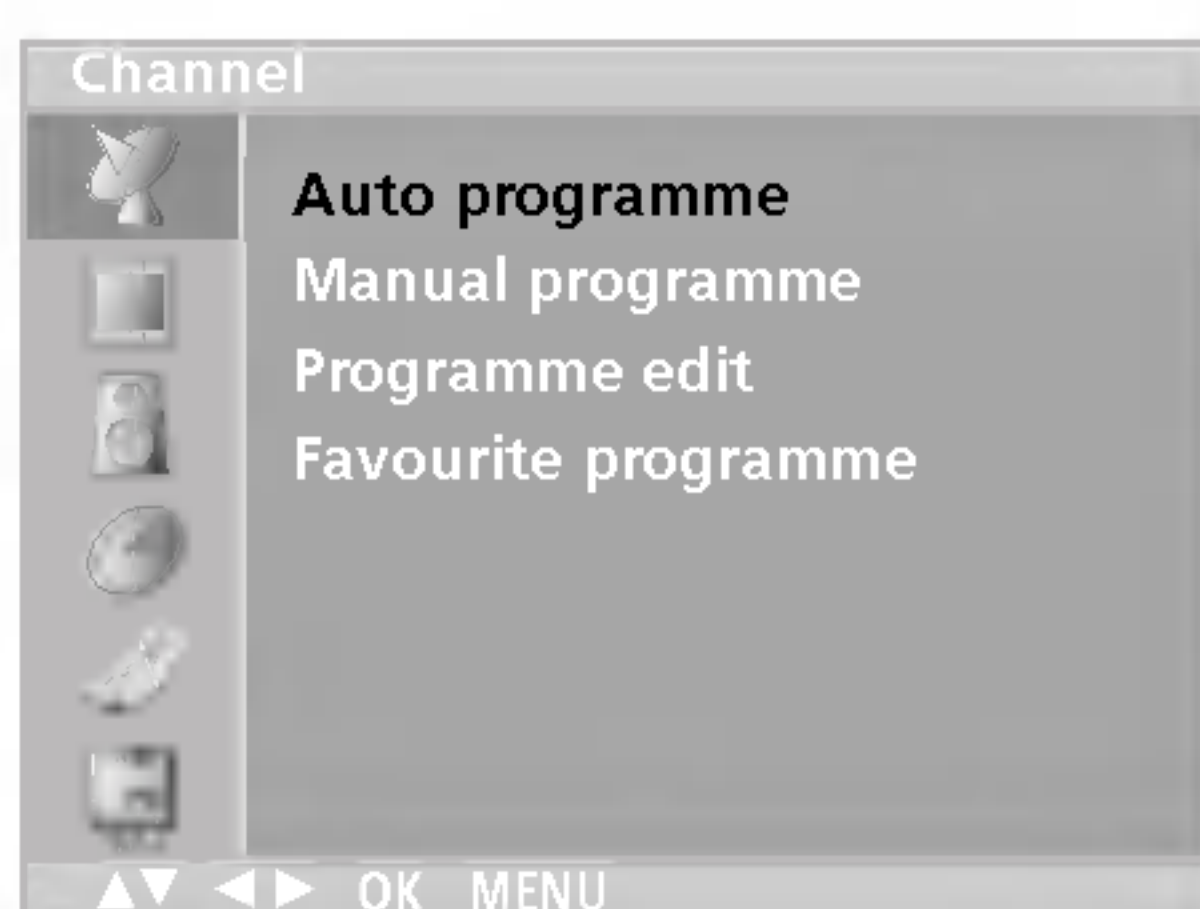 Channel
Auto programme
Manual programme
Programme edit
Favourite programme
▲▼ ◀ ▶ OK MENU